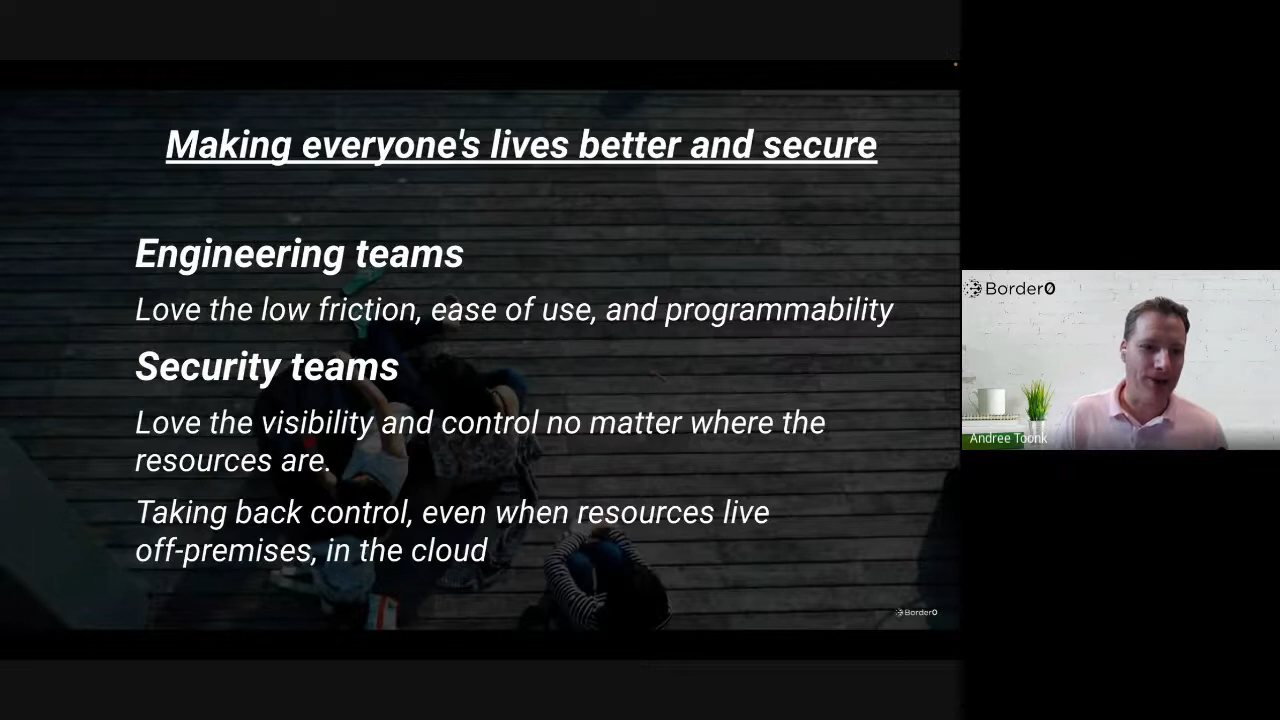 Making everyone's lives better and secure
Engineering teams
Love the low friction, ease of use, and programmability
Security teams
Love the visibility and control no matter where the
resources are.
Taking back control, even when resources live
off-premises, in the cloud
Border0
Border0
Andree Toonk